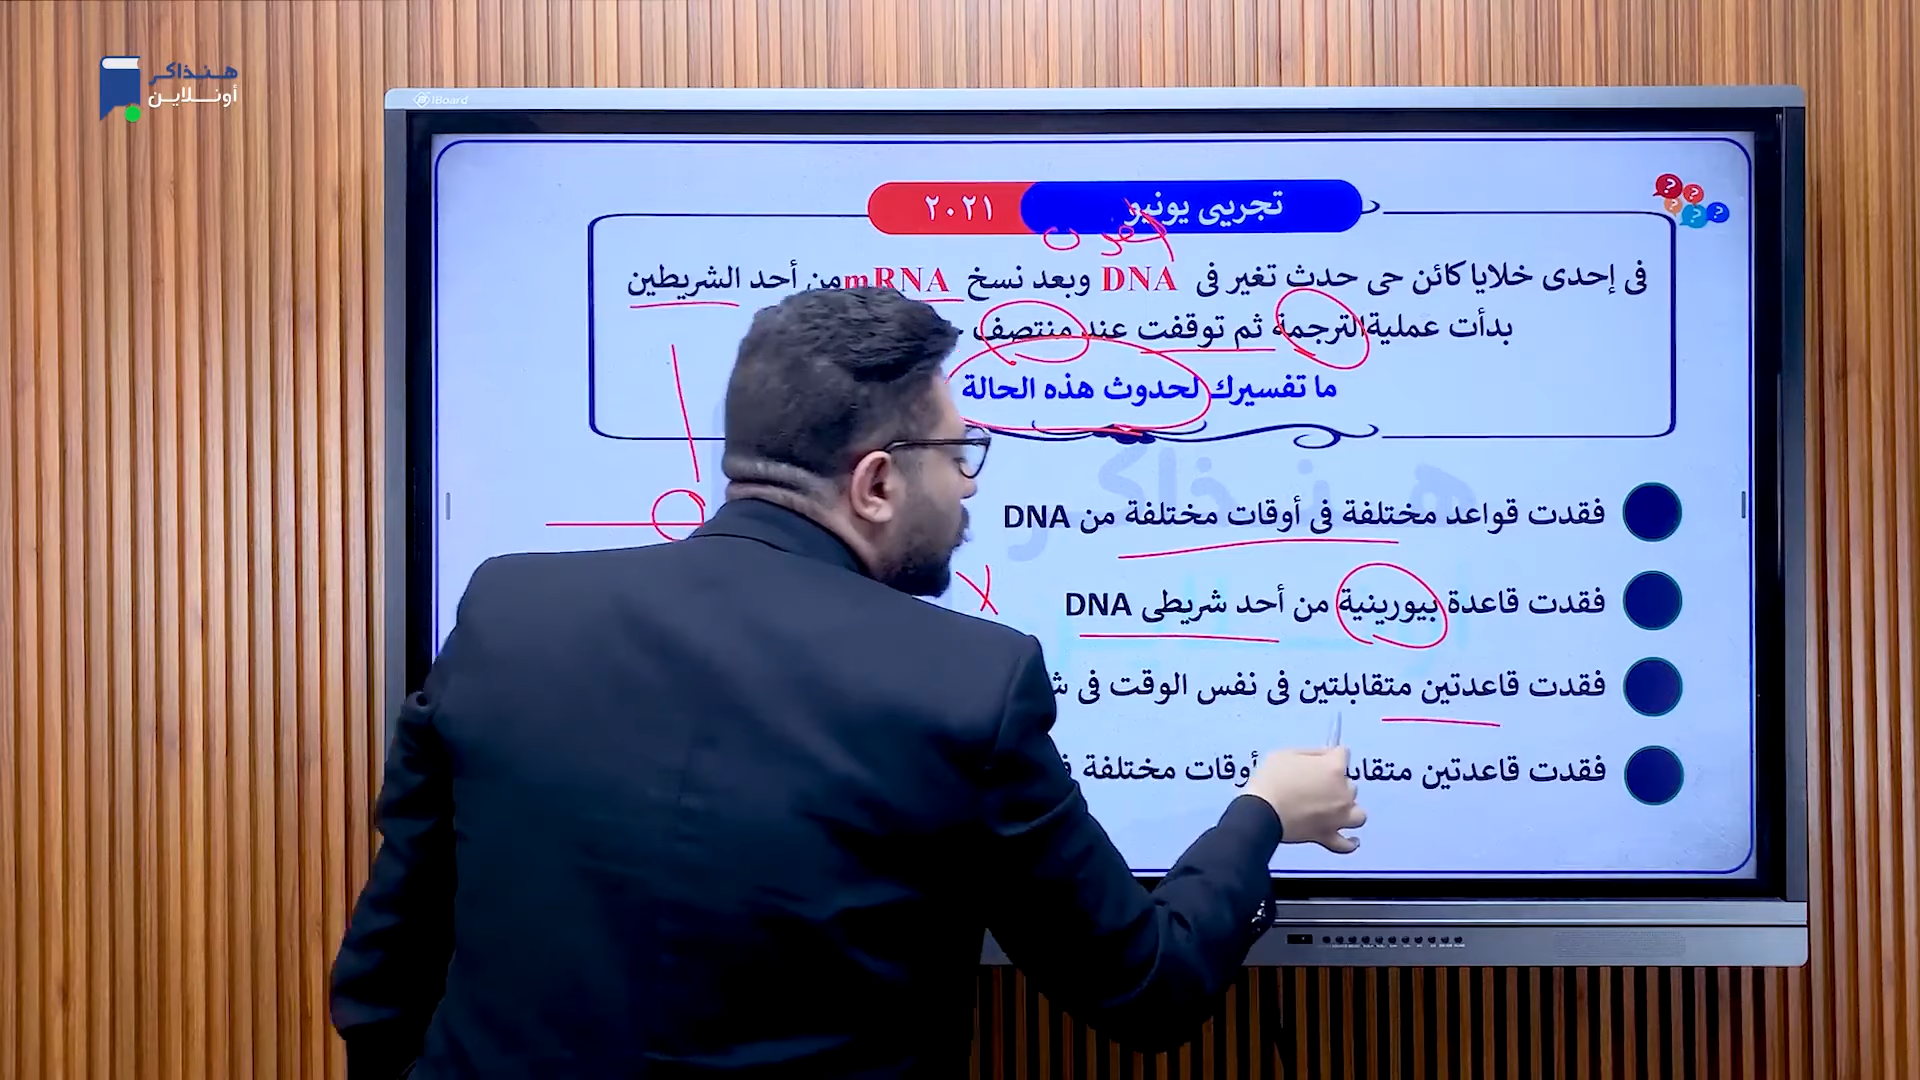 هنذاكر
أونلاين
IBoard
تجريبى يونيو ٢٠٢١
فى إحدى خلايا كائن حى حدث تغير فى DNA وبعد نسخ mRNA من أحد الشريطين
بدأت عملية الترجمة ثم توقفت عند منتصف
ما تفسيرك لحدوث هذه الحالة
فقدت قواعد مختلفة فى أوقات مختلفة من DNA
فقدت قاعدة بيورينية من أحد شريطى DNA
فقدت قاعدتين متقابلتين فى نفس الوقت فى
فقدت قاعدتين أوقات مختلفة